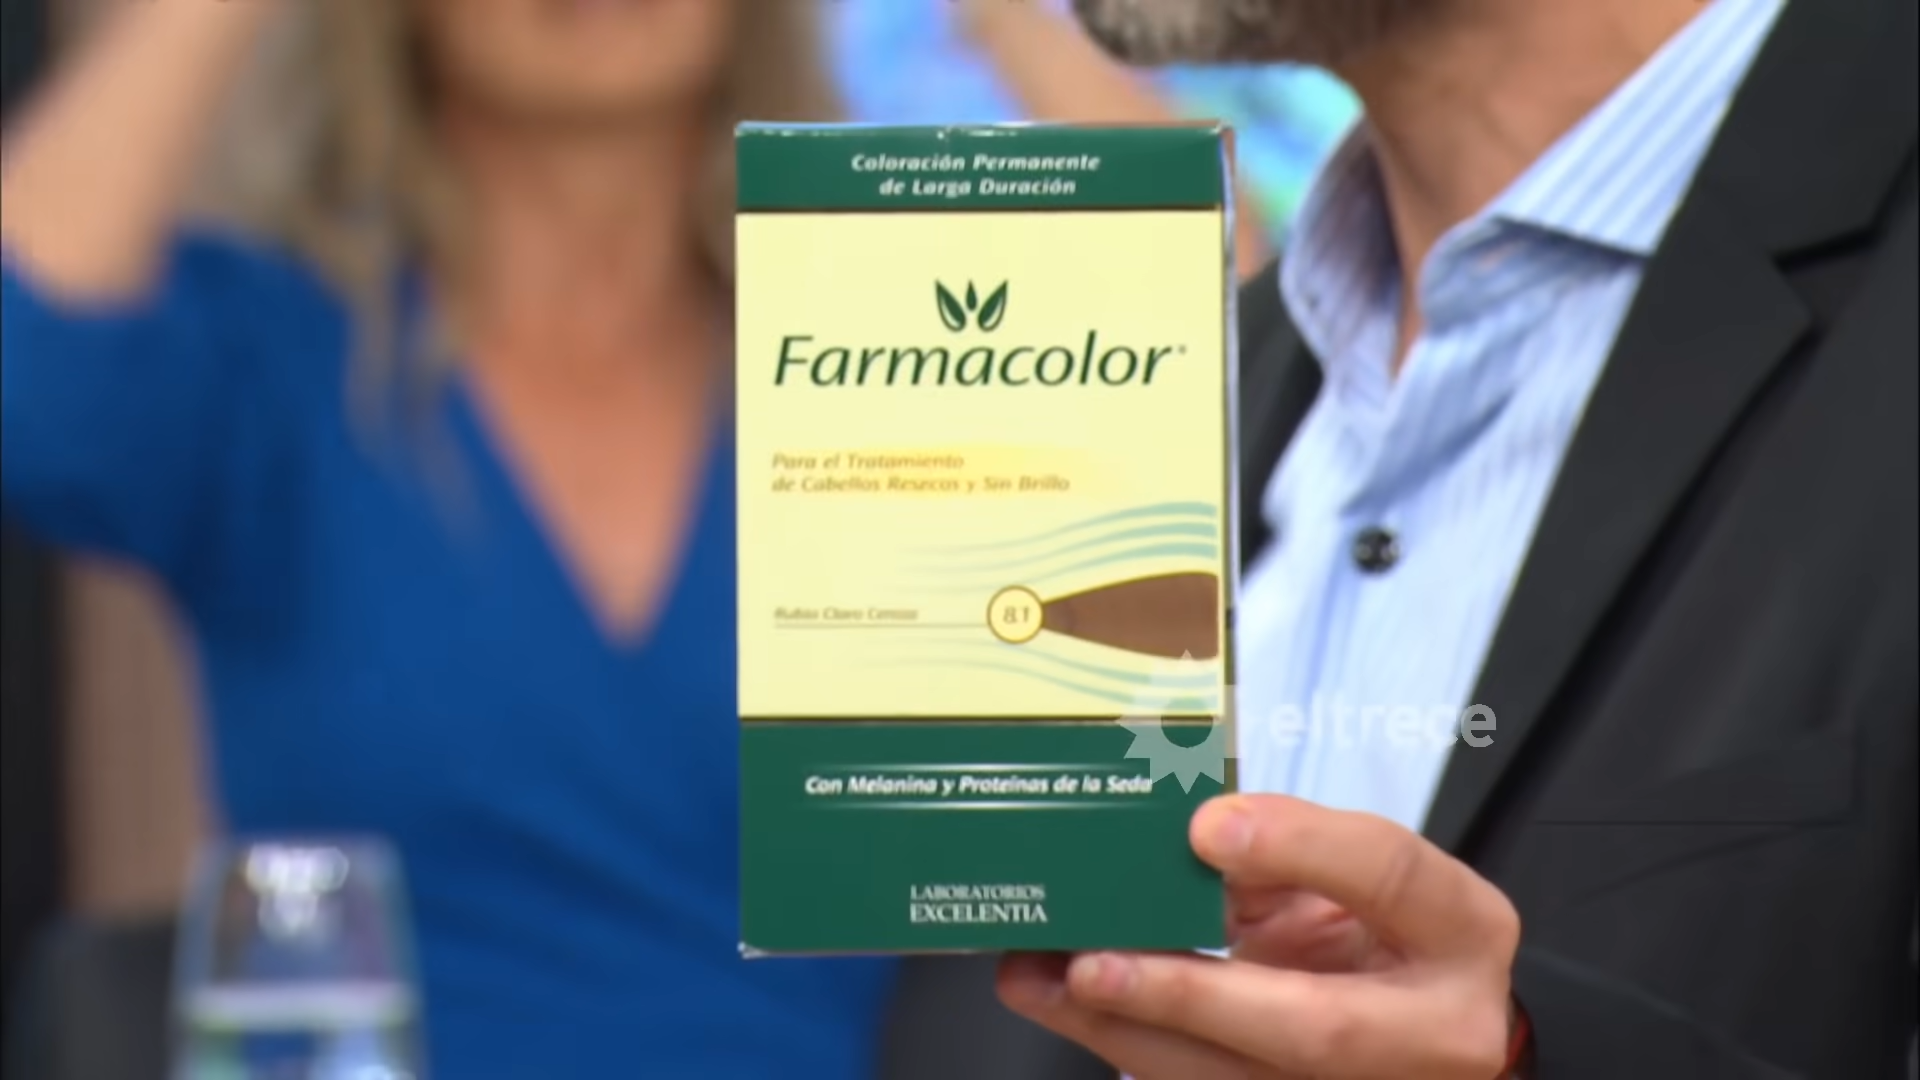 Coloración Permanente
de Larga Duración
Farmacolor
Para el Tratamiento
de Cabellos Resecos y Sin Brillo
Rubio Claro Ceniza
8.1
eltrece
Con Melanina y Proteínas de la Seda
LABORATORIOS
EXCELENTIA